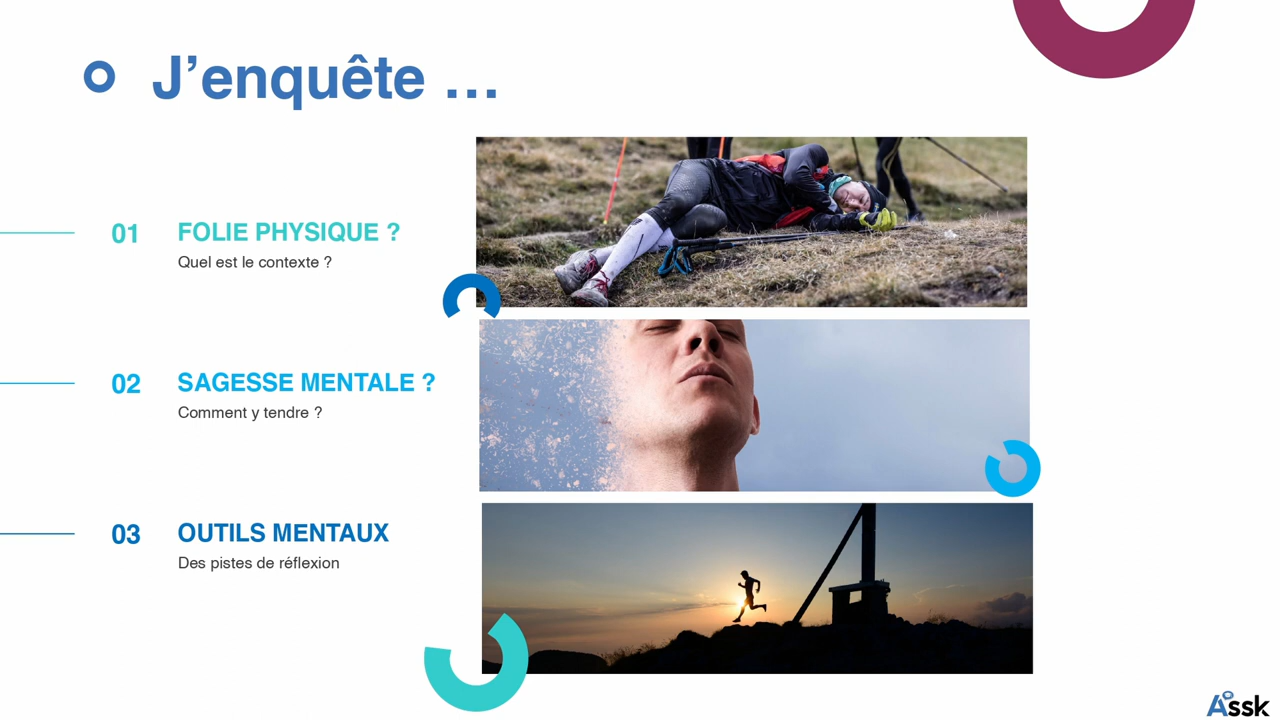 J’enquête …
01
FOLIE PHYSIQUE ?
Quel est le contexte ?
02
SAGESSE MENTALE ?
Comment y tendre ?
03
OUTILS MENTAUX
Des pistes de réflexion
Assk